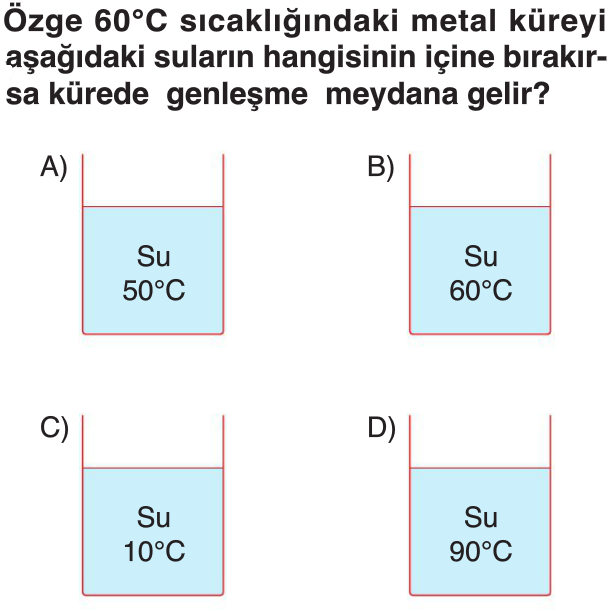 Özge 60°C sıcaklığındaki metal küreyi
aşağıdaki suların hangisinin içine bırakır-
sa kürede genleşme meydana gelir?
A)
Su
50°C
B)
Su
60°C
C)
Su
10°C
D)
Su
90°C